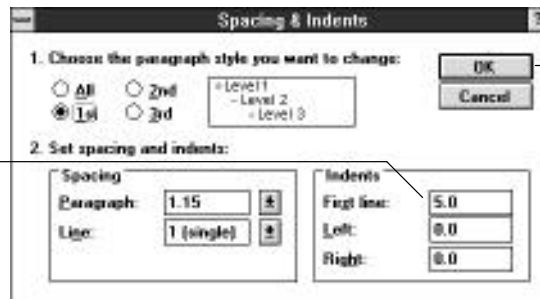 Spacing & Indents
1. Choose the paragraph style you want to change:
All 2nd
1st 3rd
- Level 1
- Level 2
- Level 3
OK
Cancel
2. Set spacing and indents:
Spacing
Paragraph: 1.15
Line: 1 (single)
Indents
First line: 5.0
Left: 0.0
Right: 0.0